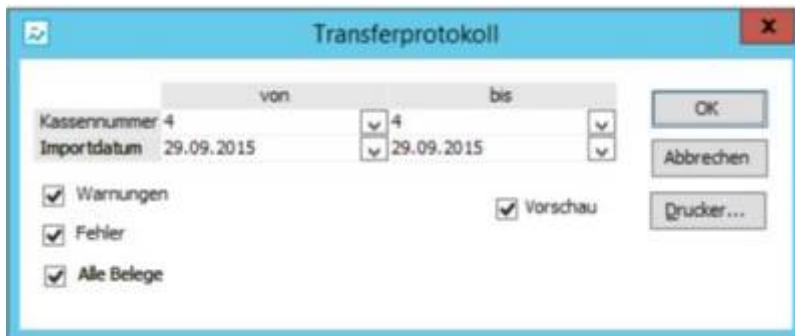 Transferprotokoll
x
von bis
Kassennummer 4 4
Importdatum 29.09.2015 29.09.2015
OK
Abbrechen
Drucker...
Warnungen
Vorschau
Fehler
Alle Belege